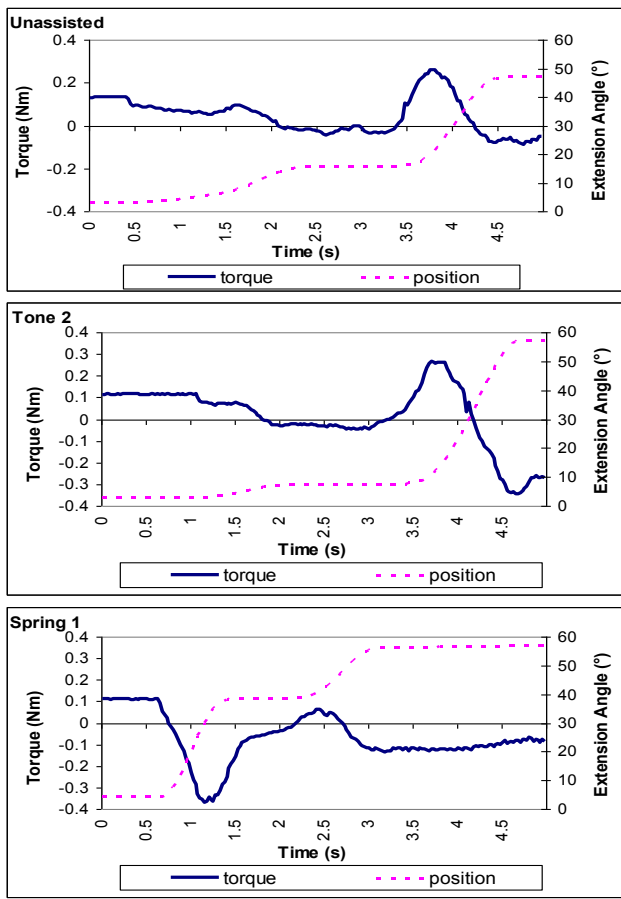 Unassisted
0.4
0.2
0
-0.2
-0.4
Torque (Nm)
60
50
40
30
20
10
0
Extension Angle (°)
0 0.5 1 1.5 2 2.5 3 3.5 4 4.5
Time (s)
torque position
Tone 2
0.4
0.3
0.2
0.1
0
-0.1
-0.2
-0.3
-0.4
Torque (Nm)
60
50
40
30
20
10
0
Extension Angle (°)
0 0.5 1 1.5 2 2.5 3 3.5 4 4.5
Time (s)
torque position
Spring 1
0.4
0.3
0.2
0.1
0
-0.1
-0.2
-0.3
-0.4
Torque (Nm)
60
50
40
30
20
10
0
Extension Angle (°)
0 0.5 1 1.5 2 2.5 3 3.5 4 4.5
Time (s)
torque position